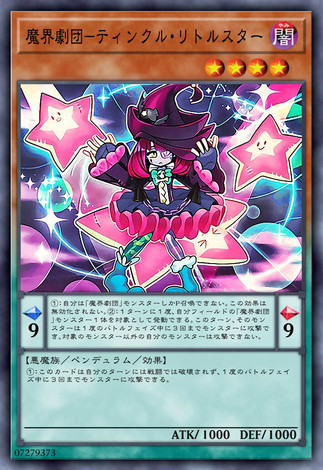 魔界劇団-ティンクル・リトルスター
やみ
闇
①:自分は「魔界劇団」モンスターしかP召喚できない。この効果は
無効化されない。②:1ターンに1度、自分フィールドの「魔界劇団」
モンスター1体を対象として発動できる。このターン、そのモン
スターは1度のバトルフェイズ中に3回までモンスターに攻撃で
き、対象のモンスター以外の自分のモンスターは攻撃できない。
9
9
【悪魔族/ペンデュラム/効果】
①:このカードは自分のターンには戦闘では破壊されず、1度のバトルフェイ
ズ中に3回までモンスターに攻撃できる。
ATK/1000 DEF/1000
07279373